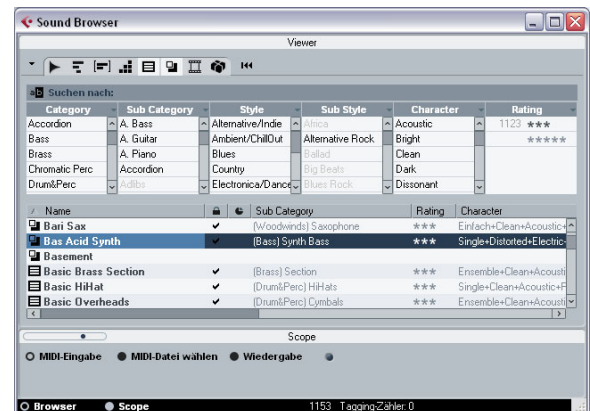 Sound Browser
Viewer
Suchen nach:
Category Sub Category Style Sub Style Character Rating
Accordion A. Bass Alternative/Indie Africa Acoustic 1123 ★★★
Bass A. Guitar Ambient/ChillOut Alternative Rock Bright ★★★★★
Brass A. Piano Blues Ballad Clean
Chromatic Perc Accordion Country Big Beats Dark
Drum&Perc Adlibs Electronica/Dance Blues Rock Dissonant
Name Sub Category Rating Character
Bari Sax (Woodwinds) Saxophone ★★★ Einfach+Clean+Acoustic+
Bas Acid Synth (Bass) Synth Bass ★★★ Single+Distorted+Electric-
Basement
Basic Brass Section (Brass) Section ★★★ Ensemble+Clean+Acousti
Basic HiHat (Drum&Perc) HiHats ★★★ Single+Clean+Acoustic+F
Basic Overheads (Drum&Perc) Cymbals ★★★ Ensemble+Clean+Acousti
Scope
MIDI-Eingabe MIDI-Datei wählen Wiedergabe
Browser Scope 1153 Tagging-Zähler: 0